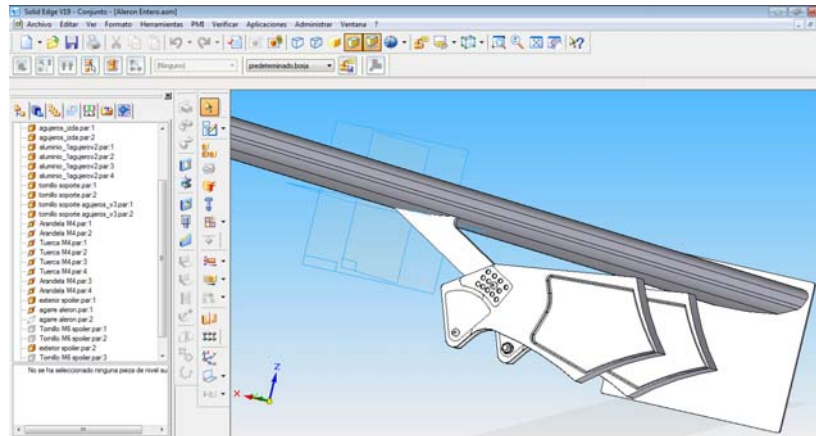 Solid Edge V19 - Conjunto - [Aleron Entero.asm]
Archivo Editar Ver Formato Herramientas PMI Verificar Aplicaciones Administrar Ventana ?
(Ninguno) predeterminado.borja
agujeros_izda.par:1
agujeros_izda.par:2
aluminio_1agujerov2.par:1
aluminio_1agujerov2.par:2
aluminio_1agujerov2.par:3
aluminio_1agujerov2.par:4
tornillo soporte.par:1
tornillo soporte.par:2
tornillo soporte agujeros_v3.par:1
tornillo soporte agujeros_v3.par:2
Arandela M4.par:1
Arandela M4.par:2
Tuerca M4.par:1
Tuerca M4.par:2
Tuerca M4.par:3
Tuerca M4.par:4
Arandela M4.par:3
Arandela M4.par:4
exterior spoiler.par:1
agarre aleron.par:1
agarre aleron.par:2
Tornillo M6 spoiler.par:1
Tornillo M6 spoiler.par:2
exterior spoiler.par:2
Tornillo M6 spoiler.par:3
No se ha seleccionado ninguna pieza de nivel su
Z
X